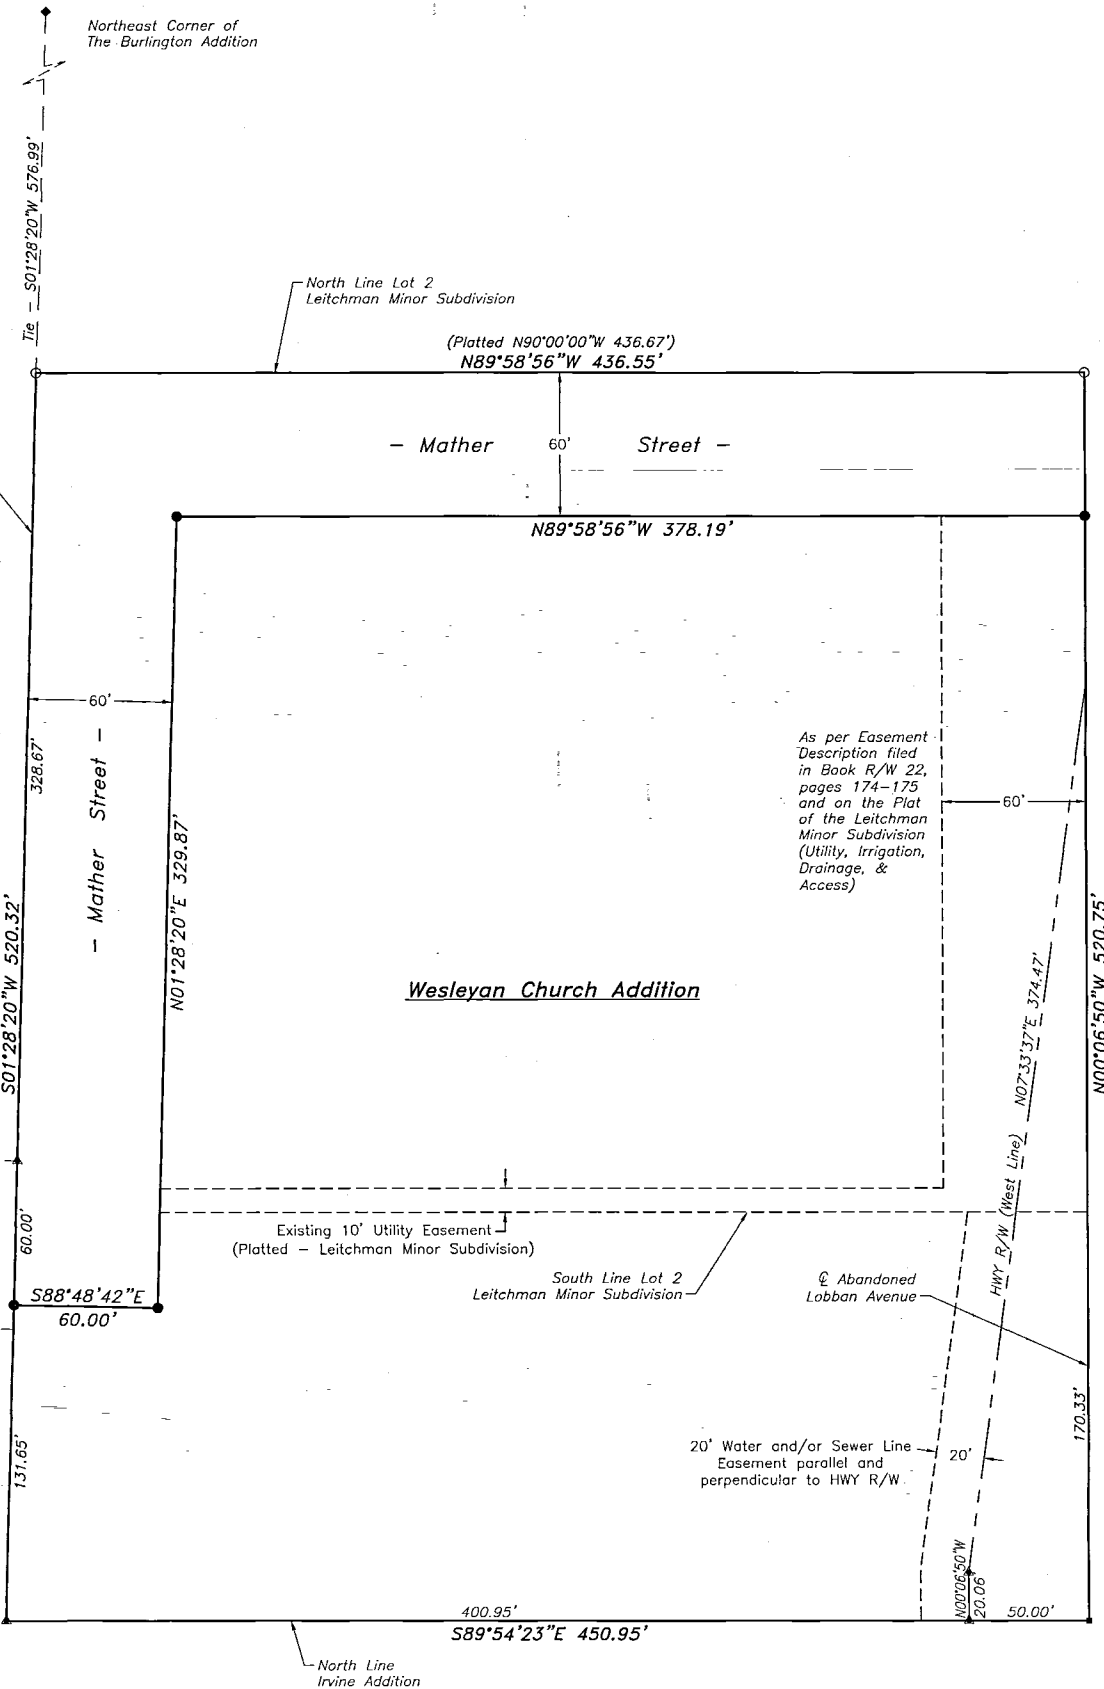 Northeast Corner of
The Burlington Addition
Tie – S01°28'20"W 576.99'
North Line Lot 2
Leitchman Minor Subdivision
(Platted N90°00'00"W 436.67')
N89°58'56"W 436.55'
– Mather 60' Street –
N89°58'56"W 378.19'
60'
328.67'
– Mather Street –
N01°28'20"E 329.87'
S01°28'20"W 520.32'
As per Easement
Description filed
in Book R/W 22,
pages 174–175
and on the Plat
of the Leitchman
Minor Subdivision
(Utility, Irrigation,
Drainage, &
Access)
60'
N00°06'50"W 520.75'
HWY R/W (West Line) N07°33'37"E 374.47'
Wesleyan Church Addition
60.00'
Existing 10' Utility Easement
(Platted – Leitchman Minor Subdivision)
South Line Lot 2
Leitchman Minor Subdivision
℄ Abandoned
Lobban Avenue
S88°48'42"E
60.00'
131.65'
170.33'
20' Water and/or Sewer Line
Easement parallel and
perpendicular to HWY R/W
20'
N00°06'50"W
20.06'
400.95'
50.00'
S89°54'23"E 450.95'
North Line
Irvine Addition